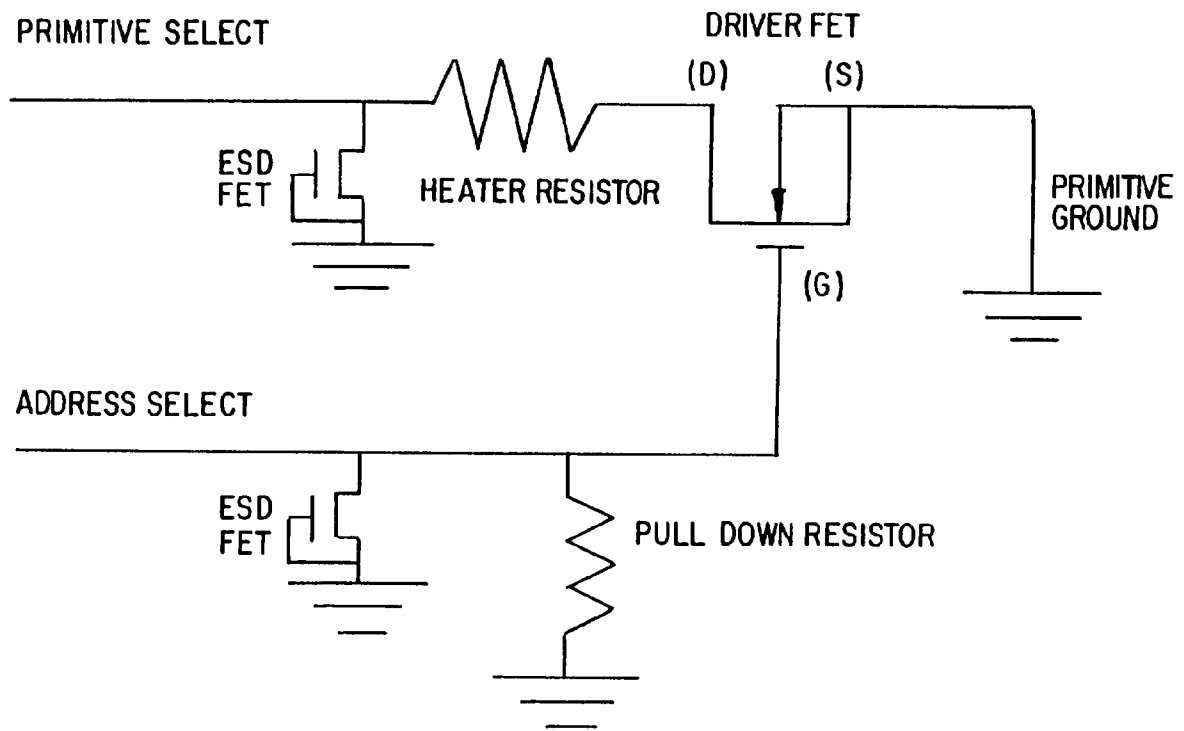 PRIMITIVE SELECT
DRIVER FET
(D)
(S)
ESD
FET
HEATER RESISTOR
PRIMITIVE
GROUND
(G)
ADDRESS SELECT
ESD
FET
PULL DOWN RESISTOR